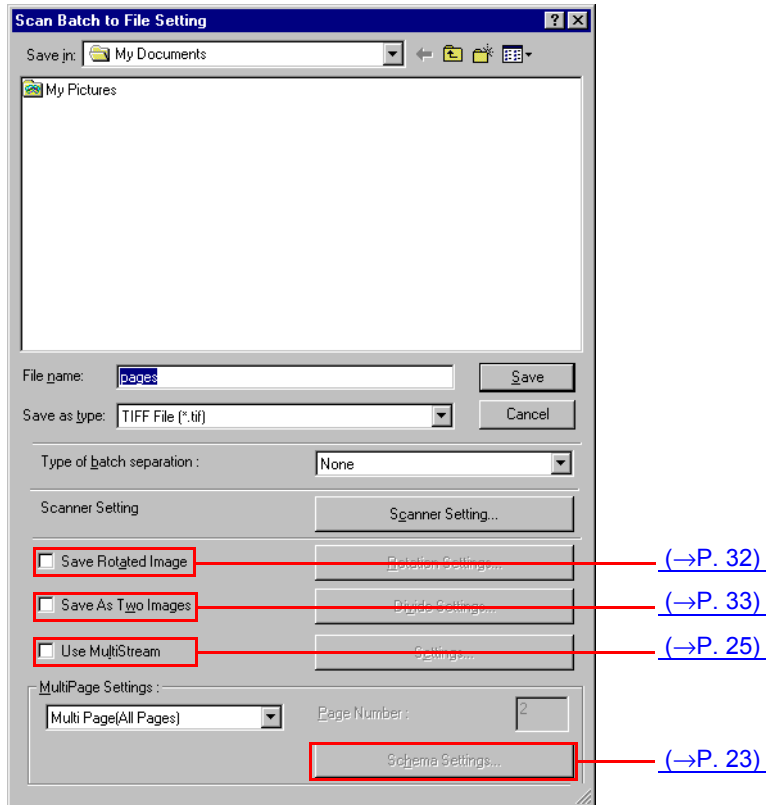 Scan Batch to File Setting
Save in: My Documents
My Pictures
File name: pages Save
Save as type: TIFF File (*.tif) Cancel
Type of batch separation : None
Scanner Setting Scanner Setting...
Save Rotated Image Rotation Settings... (→P. 32)
Save As Two Images Divide Settings... (→P. 33)
Use MultiStream Settings... (→P. 25)
MultiPage Settings :
Multi Page(All Pages) Page Number : 2
Schema Settings... (→P. 23)